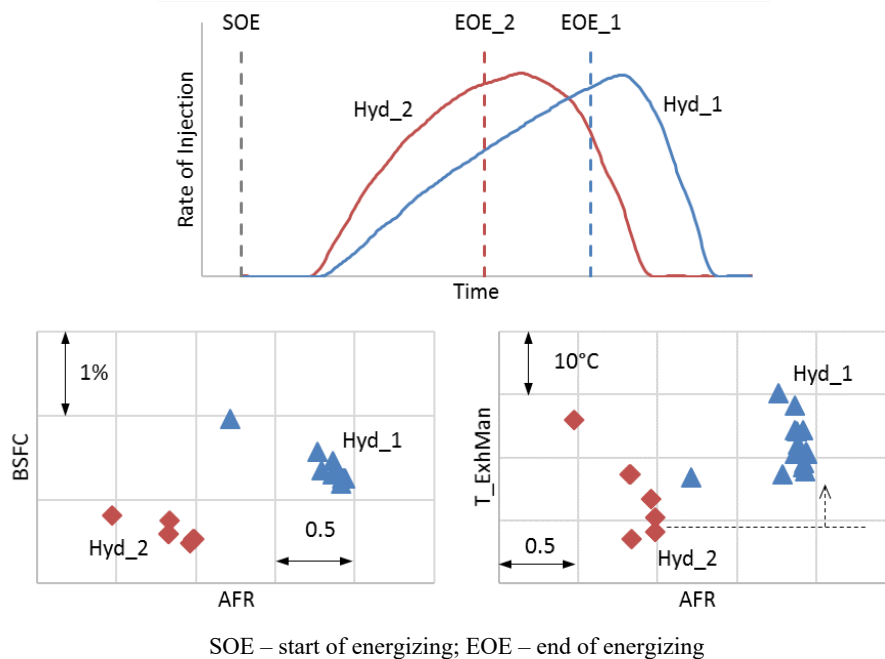 SOE EOE_2 EOE_1
Hyd_2 Hyd_1
Rate of Injection
Time
1%
Hyd_1
BSFC
0.5
Hyd_2
AFR
10°C
Hyd_1
T_ExhMan
0.5
Hyd_2
AFR
SOE – start of energizing; EOE – end of energizing